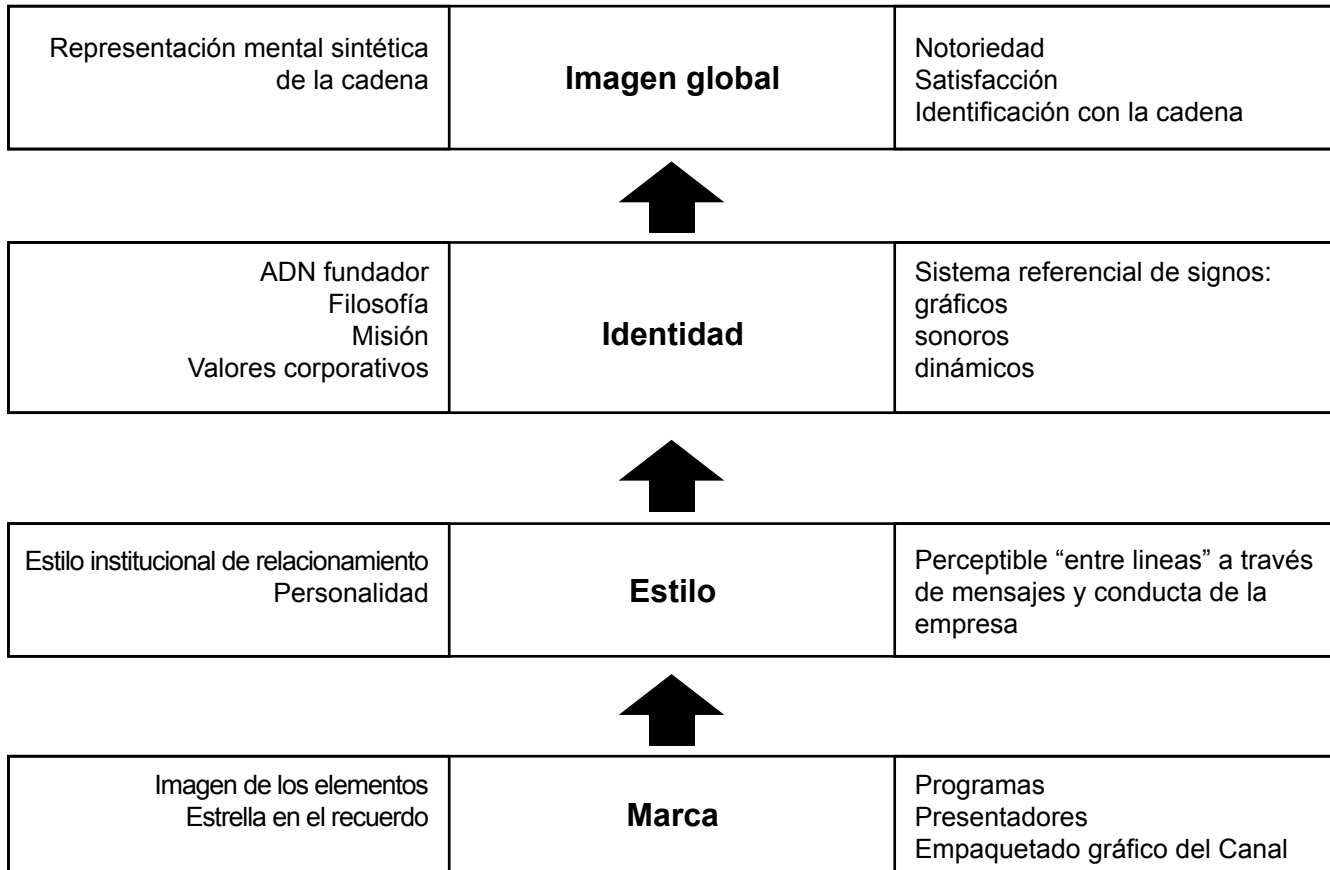 Representación mental sintética
de la cadena
Imagen global
Notoriedad
Satisfacción
Identificación con la cadena
ADN fundador
Filosofía
Misión
Valores corporativos
Identidad
Sistema referencial de signos:
gráficos
sonoros
dinámicos
Estilo institucional de relacionamiento
Personalidad
Estilo
Perceptible “entre lineas” a través
de mensajes y conducta de la
empresa
Imagen de los elementos
Estrella en el recuerdo
Marca
Programas
Presentadores
Empaquetado gráfico del Canal